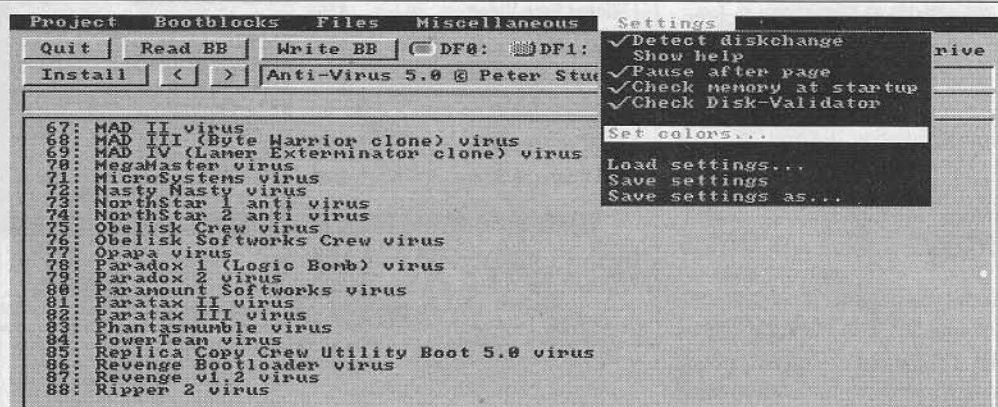 Project Bootblocks Files Miscellaneous Settings
Quit Read BB Write BB DF0: DF1: rive
Install < > Anti-Virus 5.0 © Peter Stue
✓Detect diskchange
Show help
✓Pause after page
✓Check memory at startup
✓Check Disk-Validator
Set colors...
Load settings...
Save settings
Save settings as...
67: MAD II virus
68: MAD III (Byte Warrior clone) virus
69: MAD IV (Lamer Exterminator clone) virus
70: MegaMaster virus
71: MicroSystems virus
72: Nasty Nasty virus
73: NorthStar 1 anti virus
74: NorthStar 2 anti virus
75: Obelisk Crew virus
76: Obelisk Softworks Crew virus
77: Opapa virus
78: Paradox 1 (Logic Bomb) virus
79: Paradox 2 virus
80: Paramount Softworks virus
81: Paratax II virus
82: Paratax III virus
83: Phantasmumble virus
84: PowerTeam virus
85: Replica Copy Crew Utility Boot 5.0 virus
86: Revenge Bootloader virus
87: Revenge v1.2 virus
88: Ripper 2 virus